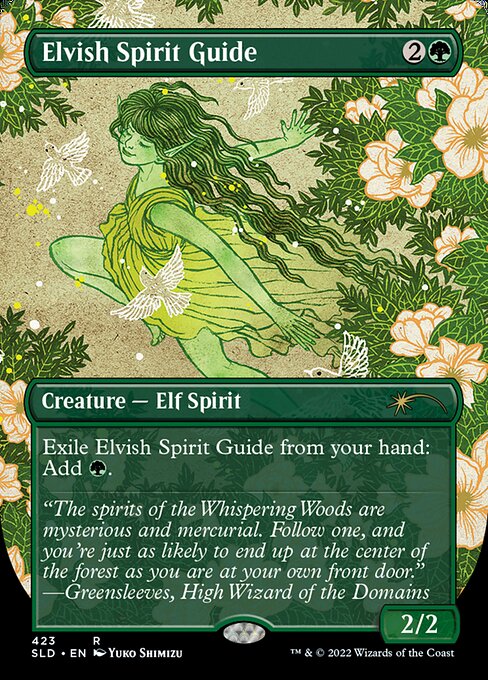 Elvish Spirit Guide 2
Creature — Elf Spirit
Exile Elvish Spirit Guide from your hand:
Add .
“The spirits of the Whispering Woods are
mysterious and mercurial. Follow one, and
you’re just as likely to end up at the center of
the forest as you are at your own front door.”
—Greensleeves, High Wizard of the Domains
2/2
423 R
SLD • EN Yuko Shimizu
™ & © 2022 Wizards of the Coast